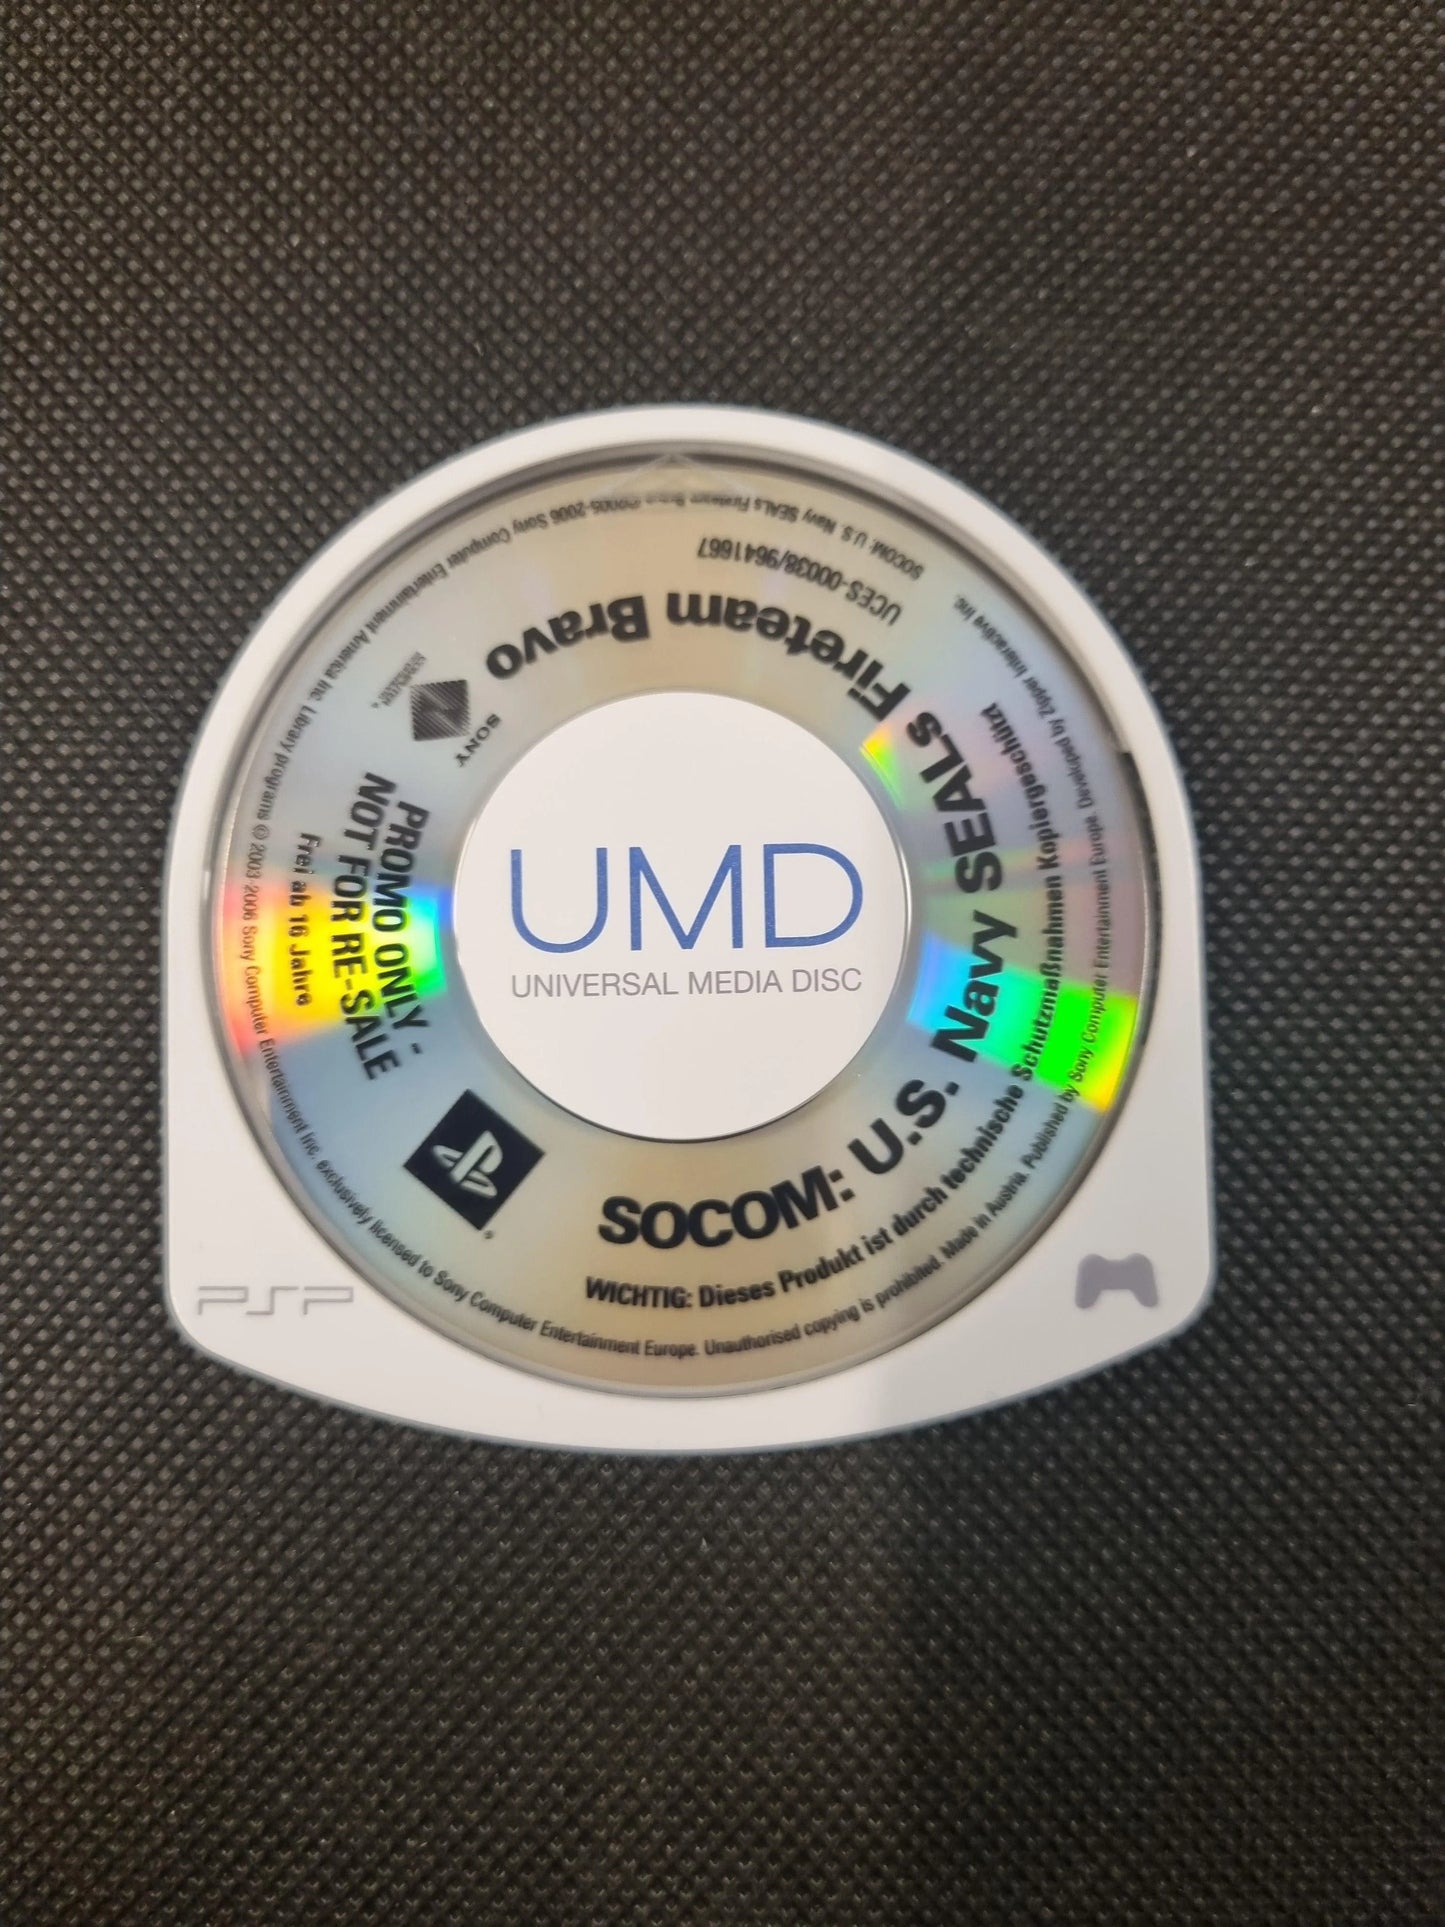 UMD
UNIVERSAL MEDIA DISC
SOCOM: U.S. Navy SEALs Fireteam Bravo
UCES-00038/9641667
WICHTIG: Dieses Produkt ist durch technische Schutzmaßnahmen Kopiergeschützt
PROMO ONLY -
NOT FOR RE-SALE
Frei ab 16 Jahre
SONY
SOCOM: U.S. Navy SEALs Fireteam Bravo ©2005-2006 Sony Computer Entertainment America Inc. Library programs © 2003-2006 Sony Computer Entertainment Inc. exclusively licensed to Sony Computer Entertainment Europe. Unauthorised copying is prohibited. Made in Austria. Published by Sony Computer Entertainment Europe. Developed by Zipper Interactive Inc.
PSP